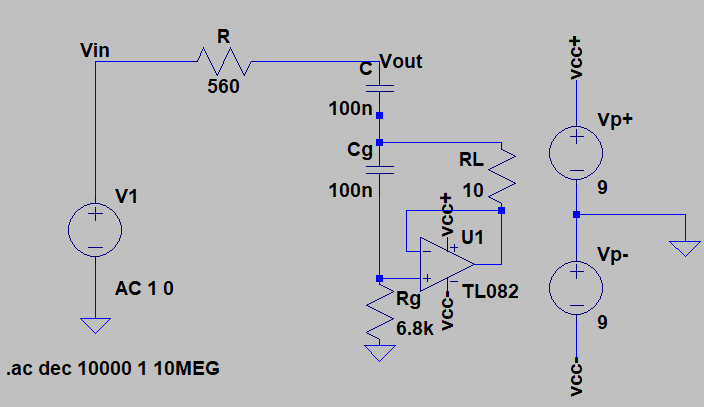 Vin
R
560
C
Vout
100n
Cg
100n
RL
10
vcc+
U1
TL082
vcc-
Rg
6.8k
V1
AC 1 0
vcc+
Vp+
9
Vp-
9
vcc-
.ac dec 10000 1 10MEG